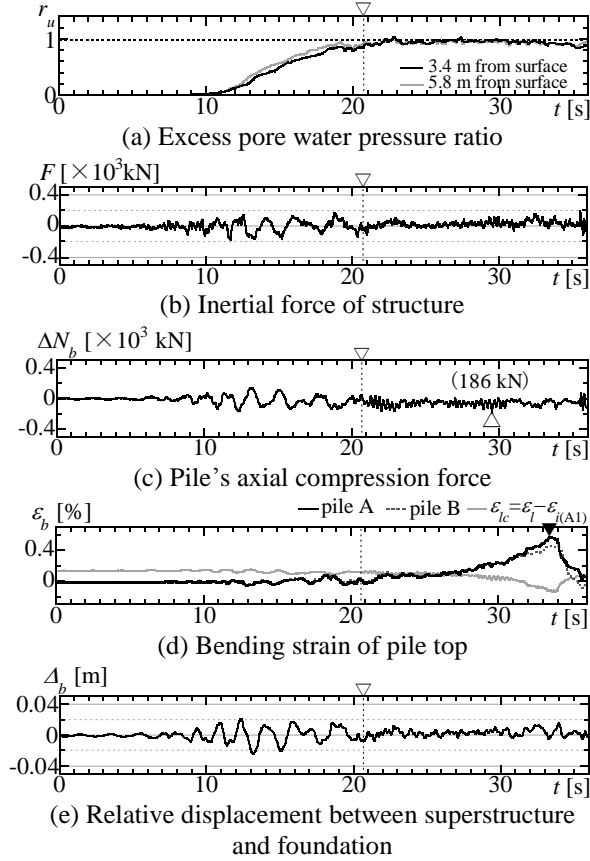 r_u
1
0
3.4 m from surface
5.8 m from surface
0 10 20 30 t [s]
(a) Excess pore water pressure ratio
F [×10³kN]
0.4
0
-0.4
0 10 20 30 t [s]
(b) Inertial force of structure
ΔN_b [×10³ kN]
0.4
0
-0.4
(186 kN)
0 10 20 30 t [s]
(c) Pile's axial compression force
ε_b [%]
pile A pile B ε_lc=ε_l−ε_i(A1)
0.4
0
0 10 20 30 t [s]
(d) Bending strain of pile top
Δ_b [m]
0.04
0
-0.04
0 10 20 30 t [s]
(e) Relative displacement between superstructure
and foundation